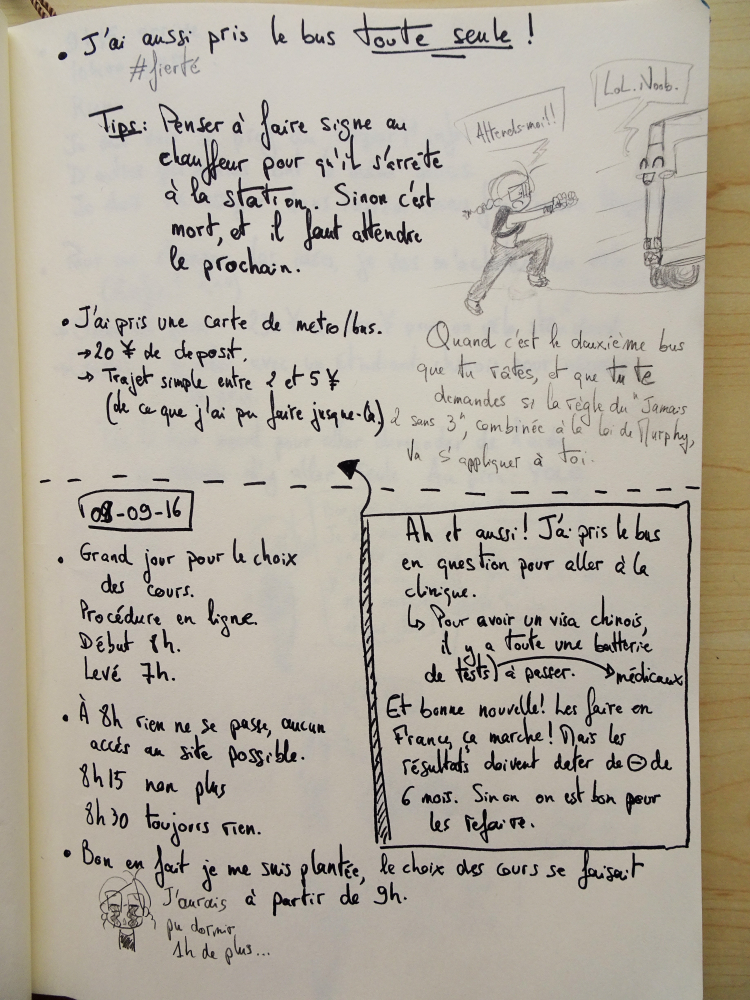 • J'ai aussi pris le bus toute seule !
#fierté
Tips: Penser à faire signe au
chauffeur pour qu'il s'arrête
à la station. Sinon c'est
mort, et il faut attendre
le prochain.
Attends-moi!!
LoL. Noob.
• J'ai pris une carte de metro/bus.
→ 20 ¥ de deposit.
→ Trajet simple entre 2 et 5 ¥
(de ce que j'ai pu faire jusque-là)
Quand c'est le deuxième bus
que tu rates, et que tu te
demandes si la règle du "Jamais
2 sans 3", combinée à la loi de Murphy,
va s'appliquer à toi.
08-09-16
• Grand jour pour le choix
des cours.
Procédure en ligne.
Début 8h.
Levé 7h.
• À 8h rien ne se passe, aucun
accès au site possible.
8h15 non plus
8h30 toujours rien.
Ah et aussi ! J'ai pris le bus
en question pour aller à la
clinique.
↳ Pour avoir un visa chinois,
il y a toute une batterie
de tests) à passer. → médicaux
Et bonne nouvelle! Les faire en
France, ça marche ! Mais les
résultats doivent dater de ⊖ de
6 mois. Sinon on est bon pour
les refaire.
• Bon en fait je me suis plantée, le choix des cours se faisait
à partir de 9h.
J'aurais
pu dormir
1h de plus...